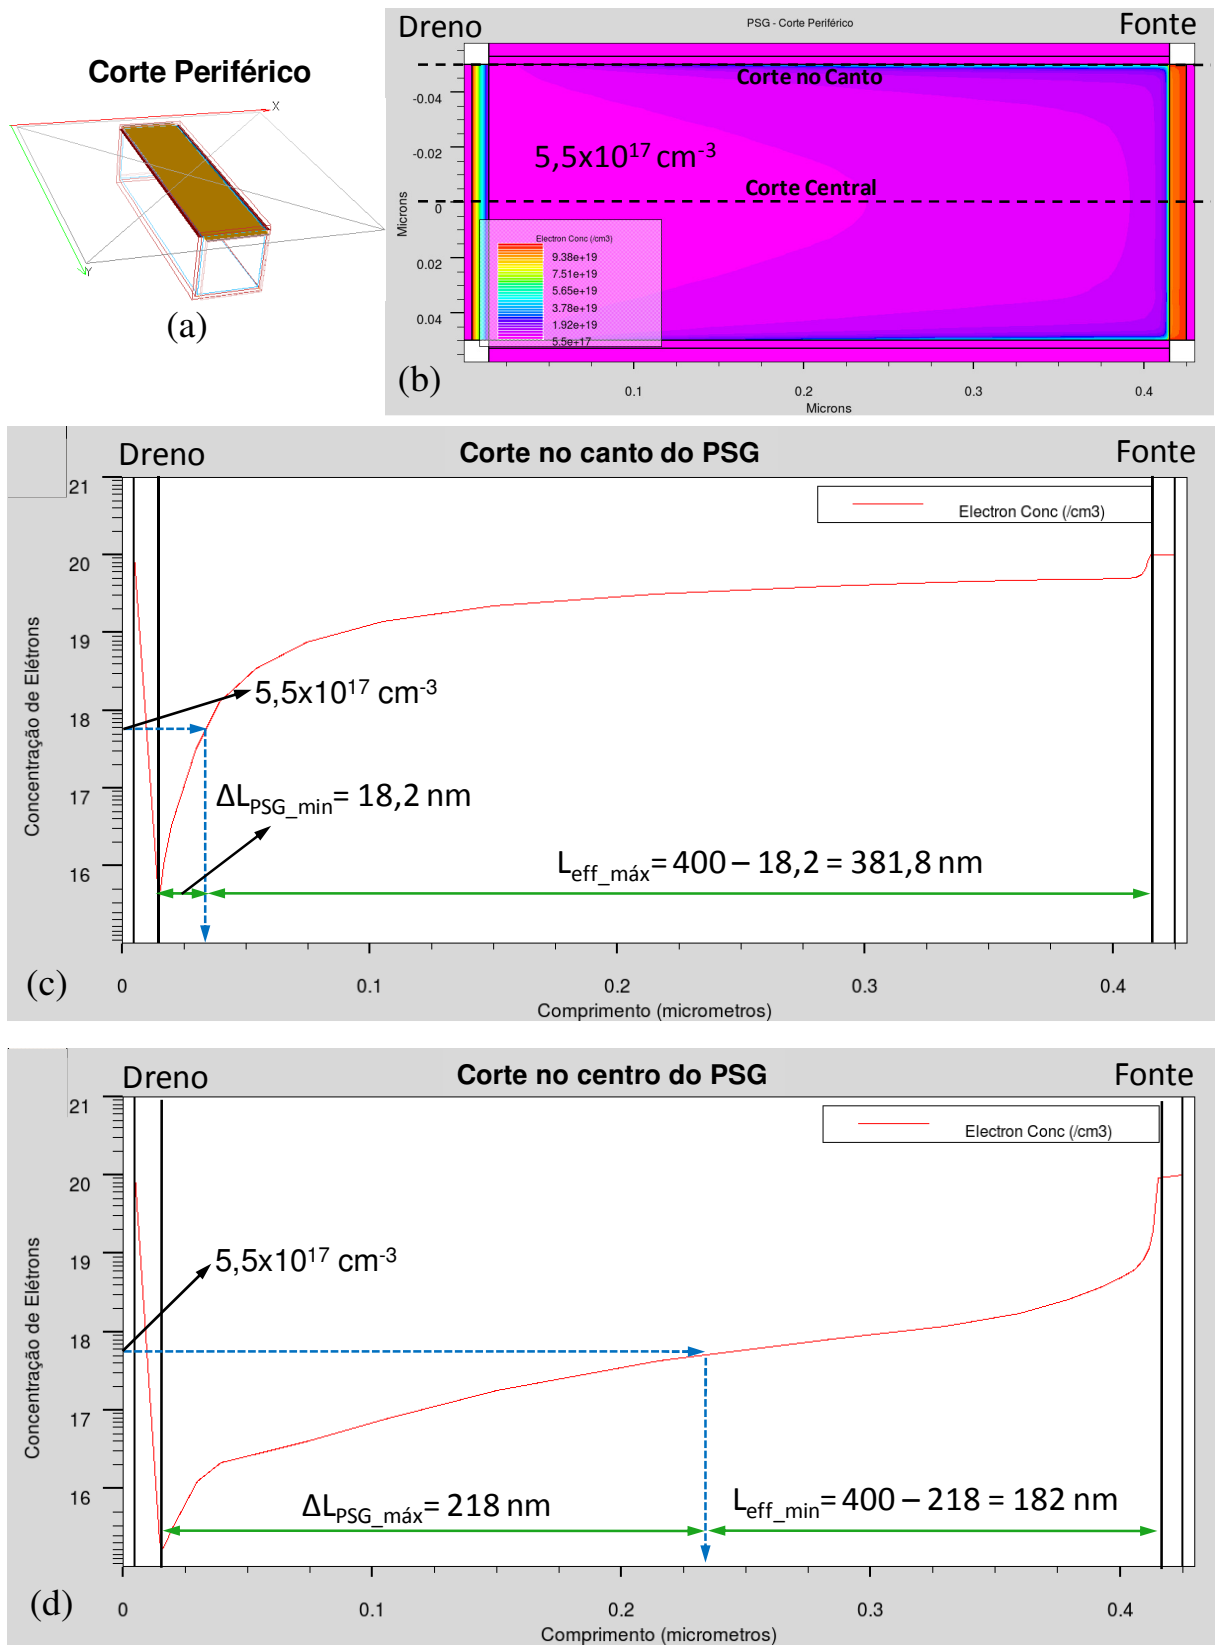 Corte Periférico
X
Y
(a)
Dreno
PSG - Corte Periférico
Fonte
Corte no Canto
5,5x10¹⁷ cm⁻³
Corte Central
Microns
-0.04
-0.02
0
0.02
0.04
Electron Conc (/cm3)
9.38e+19
7.51e+19
5.65e+19
3.78e+19
1.92e+19
5.5e+17
0.1
0.2
0.3
0.4
Microns
(b)
Dreno
Corte no canto do PSG
Fonte
Electron Conc (/cm3)
Concentração de Elétrons
21
20
19
18
17
16
5,5x10¹⁷ cm⁻³
ΔL_PSG_min= 18,2 nm
L_eff_máx= 400 – 18,2 = 381,8 nm
(c)
0
0.1
0.2
0.3
0.4
Comprimento (micrometros)
Dreno
Corte no centro do PSG
Fonte
Electron Conc (/cm3)
Concentração de Elétrons
21
20
19
18
17
16
5,5x10¹⁷ cm⁻³
ΔL_PSG_máx= 218 nm
L_eff_min= 400 – 218 = 182 nm
(d)
0
0.1
0.2
0.3
0.4
Comprimento (micrometros)